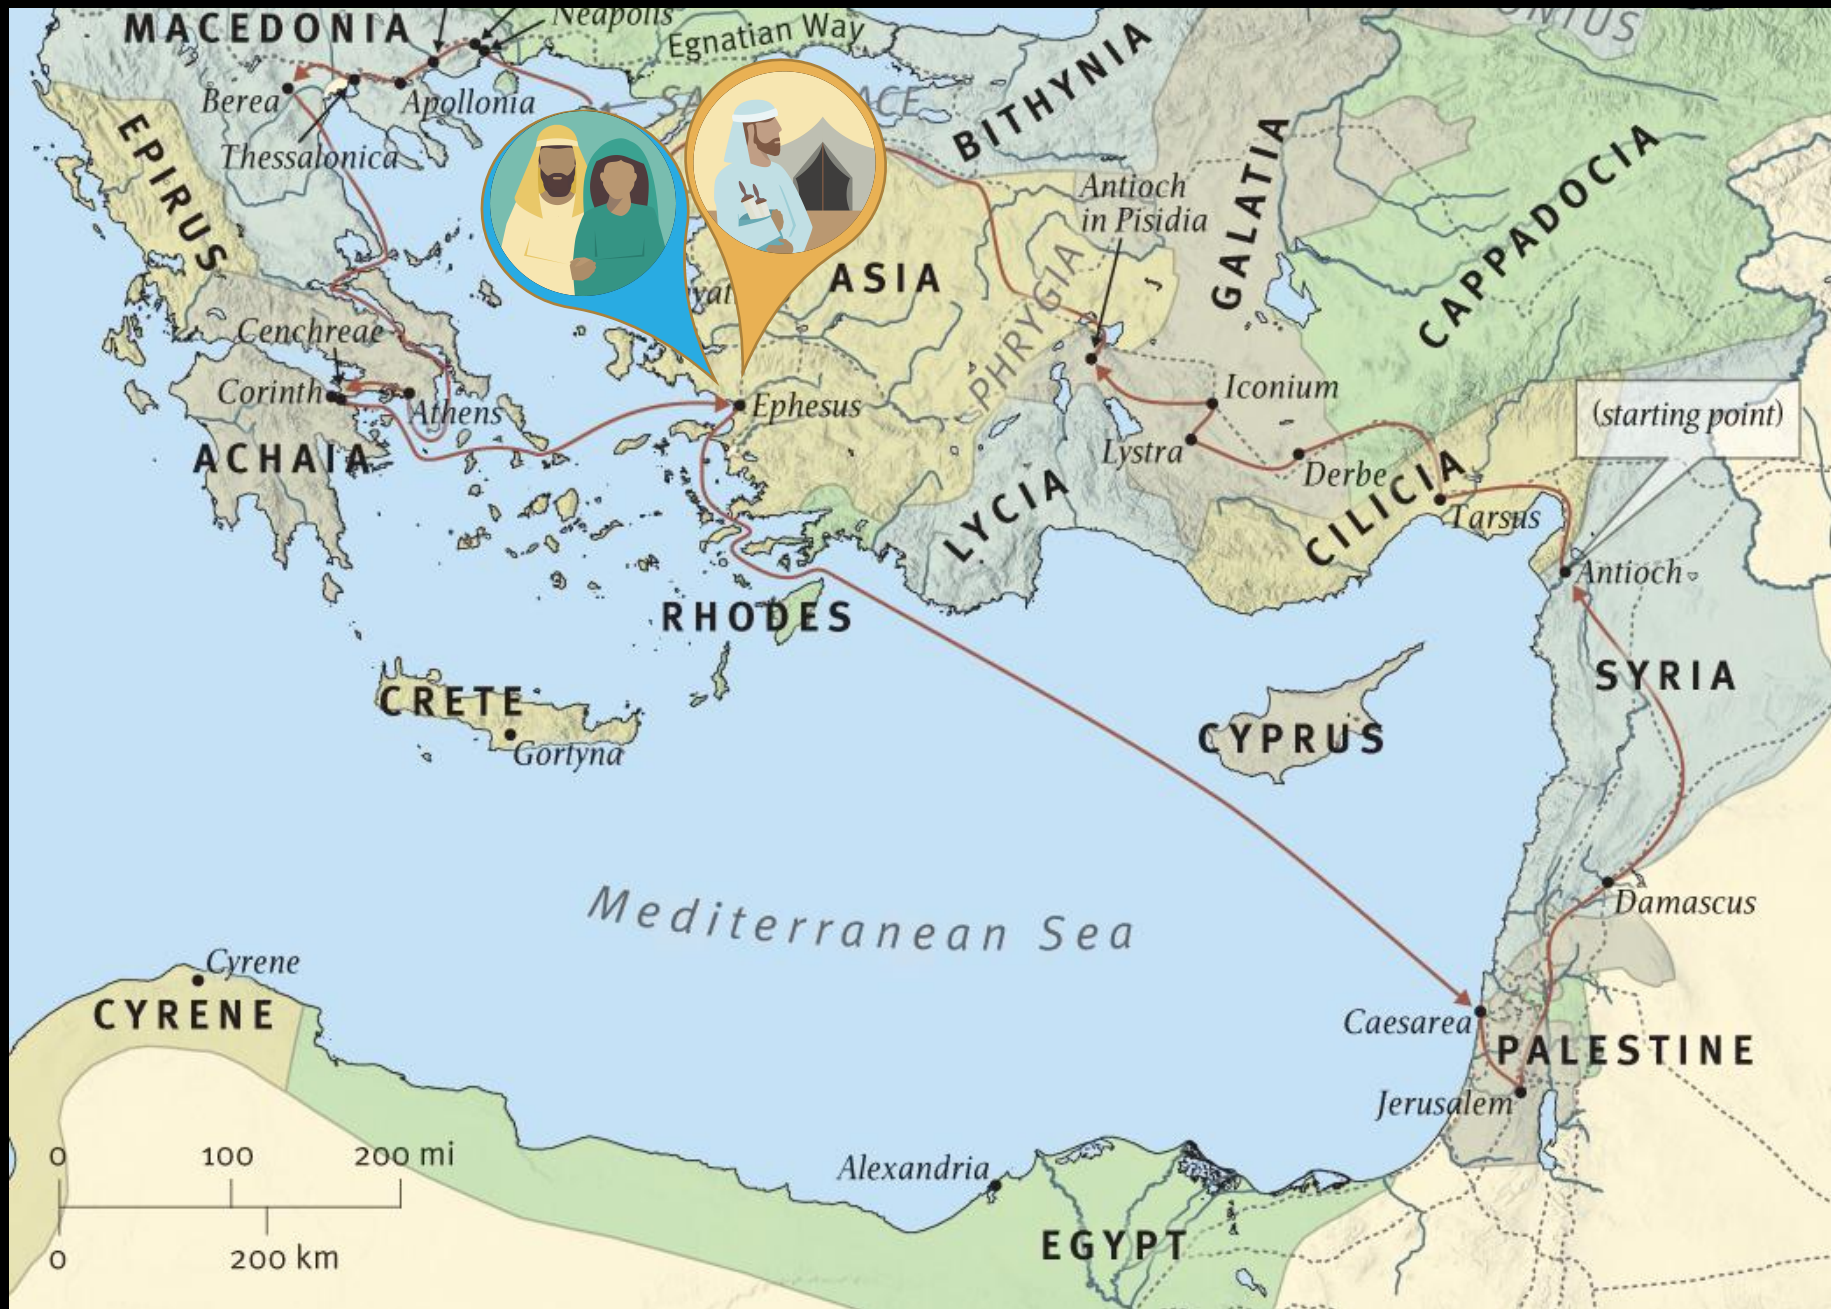 MACEDONIA
Neapolis
Egnatian Way
Berea
Apollonia
Thessalonica
EPIRUS
BITHYNIA
GALATIA
CAPPADOCIA
Antioch
in Pisidia
ASIA
PHRYGIA
Cenchreae
Corinth
Athens
ACHAIA
Ephesus
Iconium
Lystra
Derbe
(starting point)
LYCIA
CILICIA
Tarsus
Antioch
RHODES
SYRIA
CRETE
Gortyna
CYPRUS
Mediterranean Sea
Damascus
Cyrene
CYRENE
Caesarea
PALESTINE
Jerusalem
Alexandria
EGYPT
0 100 200 mi
0 200 km